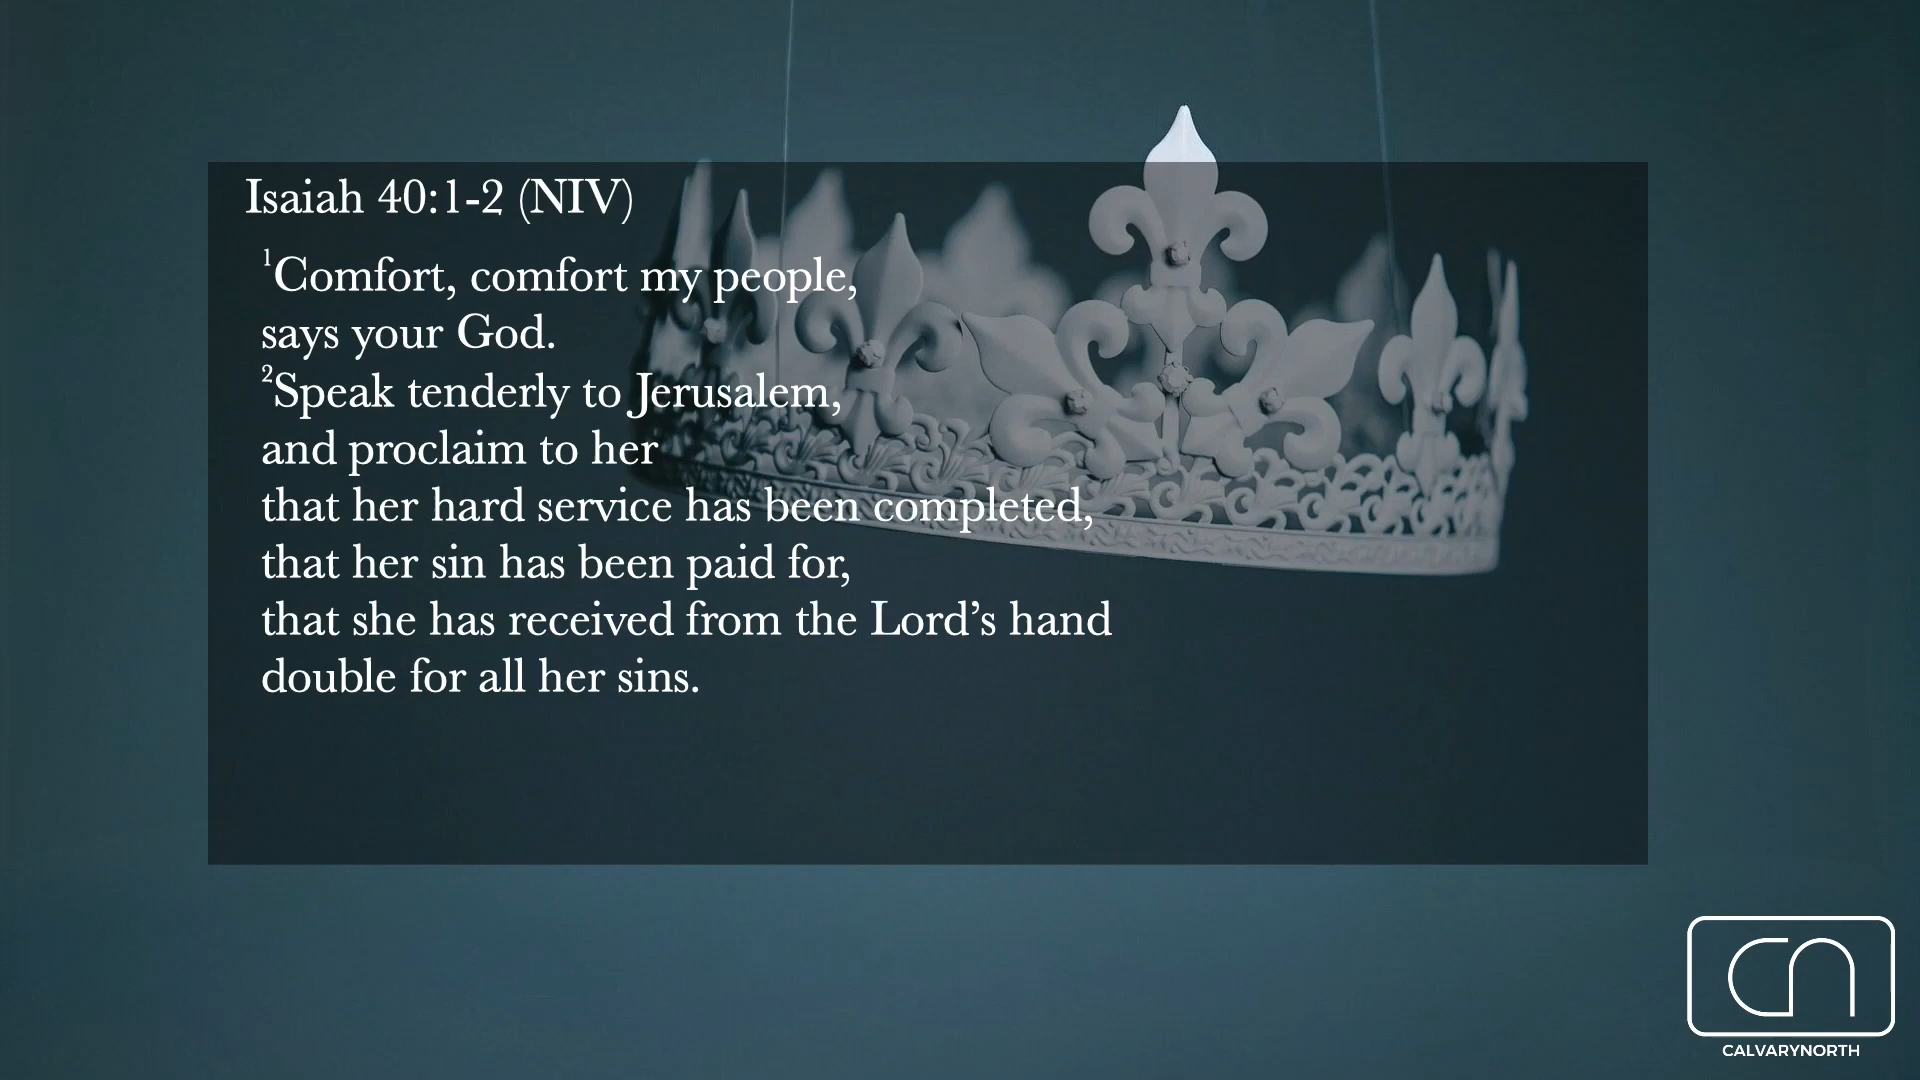 Isaiah 40:1-2 (NIV)
1Comfort, comfort my people,
says your God.
2Speak tenderly to Jerusalem,
and proclaim to her
that her hard service has been completed,
that her sin has been paid for,
that she has received from the Lord’s hand
double for all her sins.
cn
CALVARYNORTH